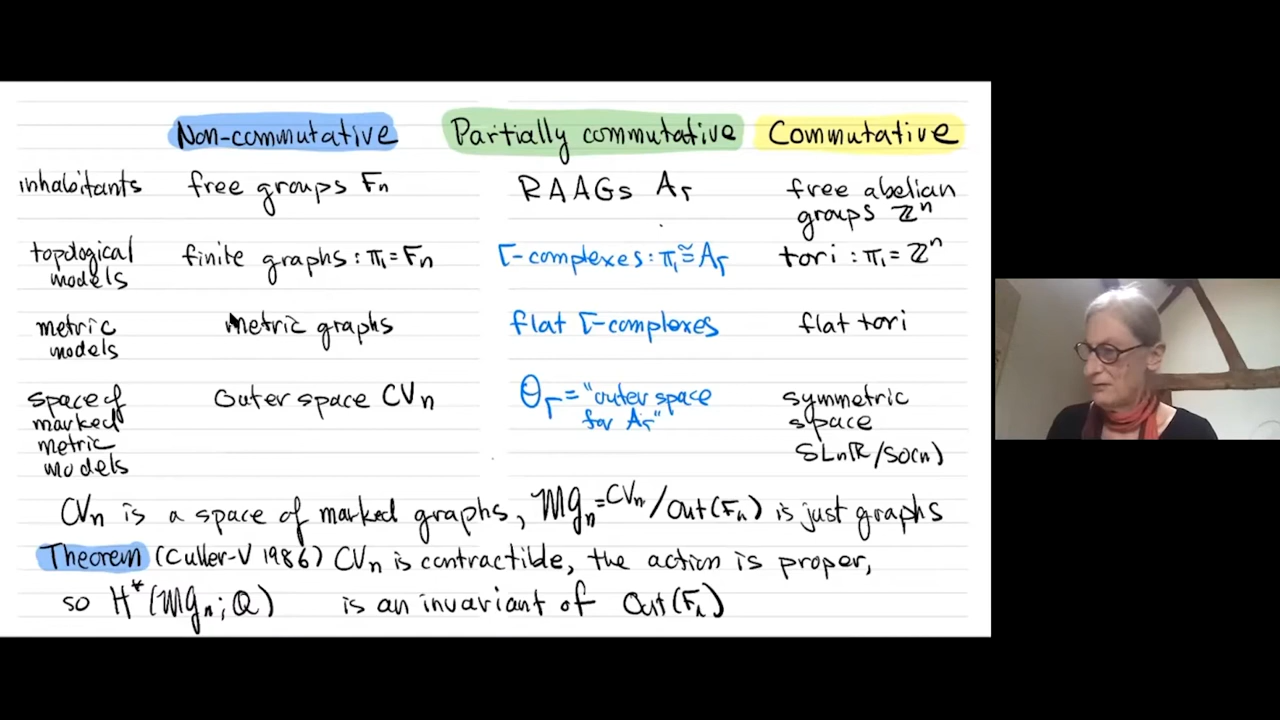 Non-commutative Partially commutative Commutative
inhabitants free groups Fₙ RAAGs A_Γ free abelian
groups ℤⁿ
topological finite graphs : π₁ = Fₙ Γ-complexes : π₁ ≅ A_Γ tori : π₁ = ℤⁿ
models
metric metric graphs flat Γ-complexes flat tori
models
space of outer space CVₙ Θ_Γ = "outer space symmetric
marked for A_Γ" space
metric
models SLₙℝ/SO(n)
CVₙ is a space of marked graphs, MGₙ = CVₙ/Out(Fₙ) is just graphs
Theorem (Culler-V 1986) CVₙ is contractible, the action is proper,
so H*(MGₙ; Q) is an invariant of Out(Fₙ)